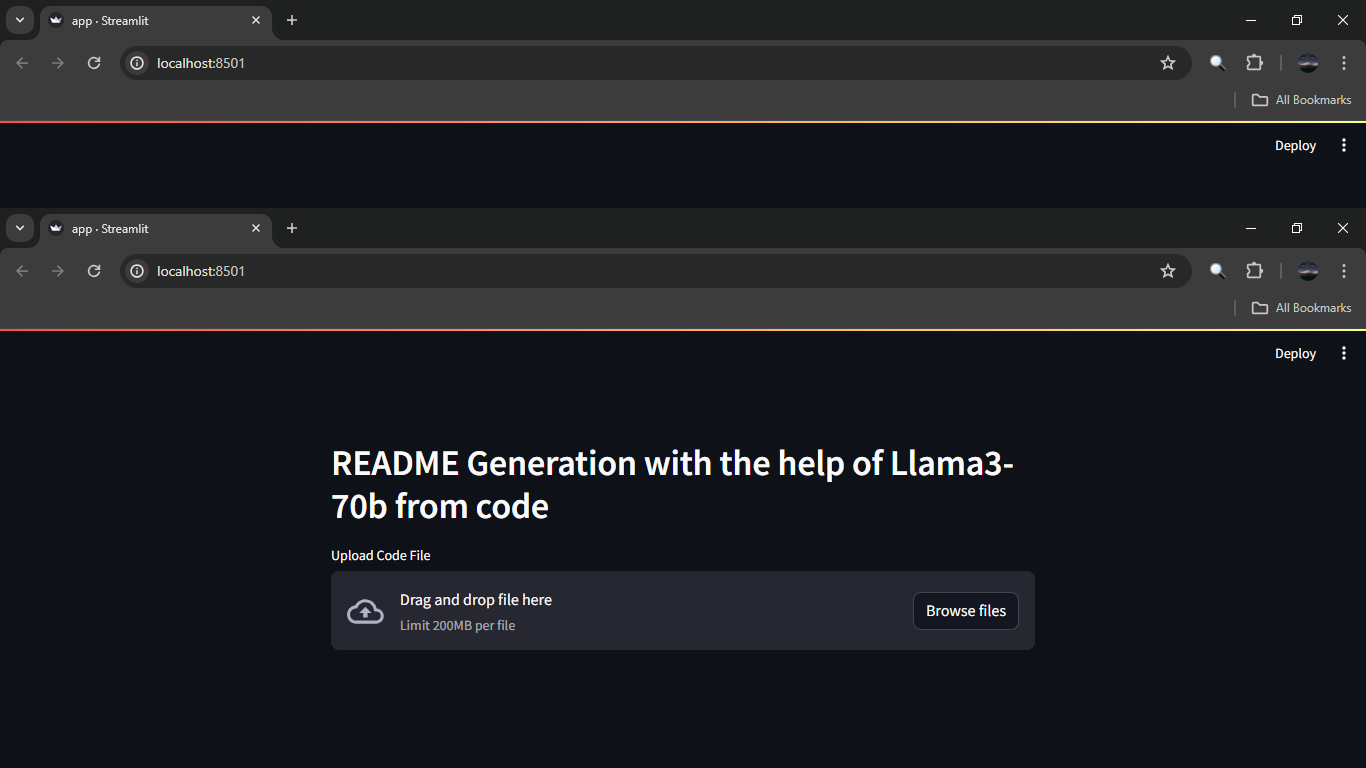 app · Streamlit
localhost:8501
All Bookmarks
Deploy
app · Streamlit
localhost:8501
All Bookmarks
Deploy
README Generation with the help of Llama3-
70b from code
Upload Code File
Drag and drop file here
Limit 200MB per file
Browse files